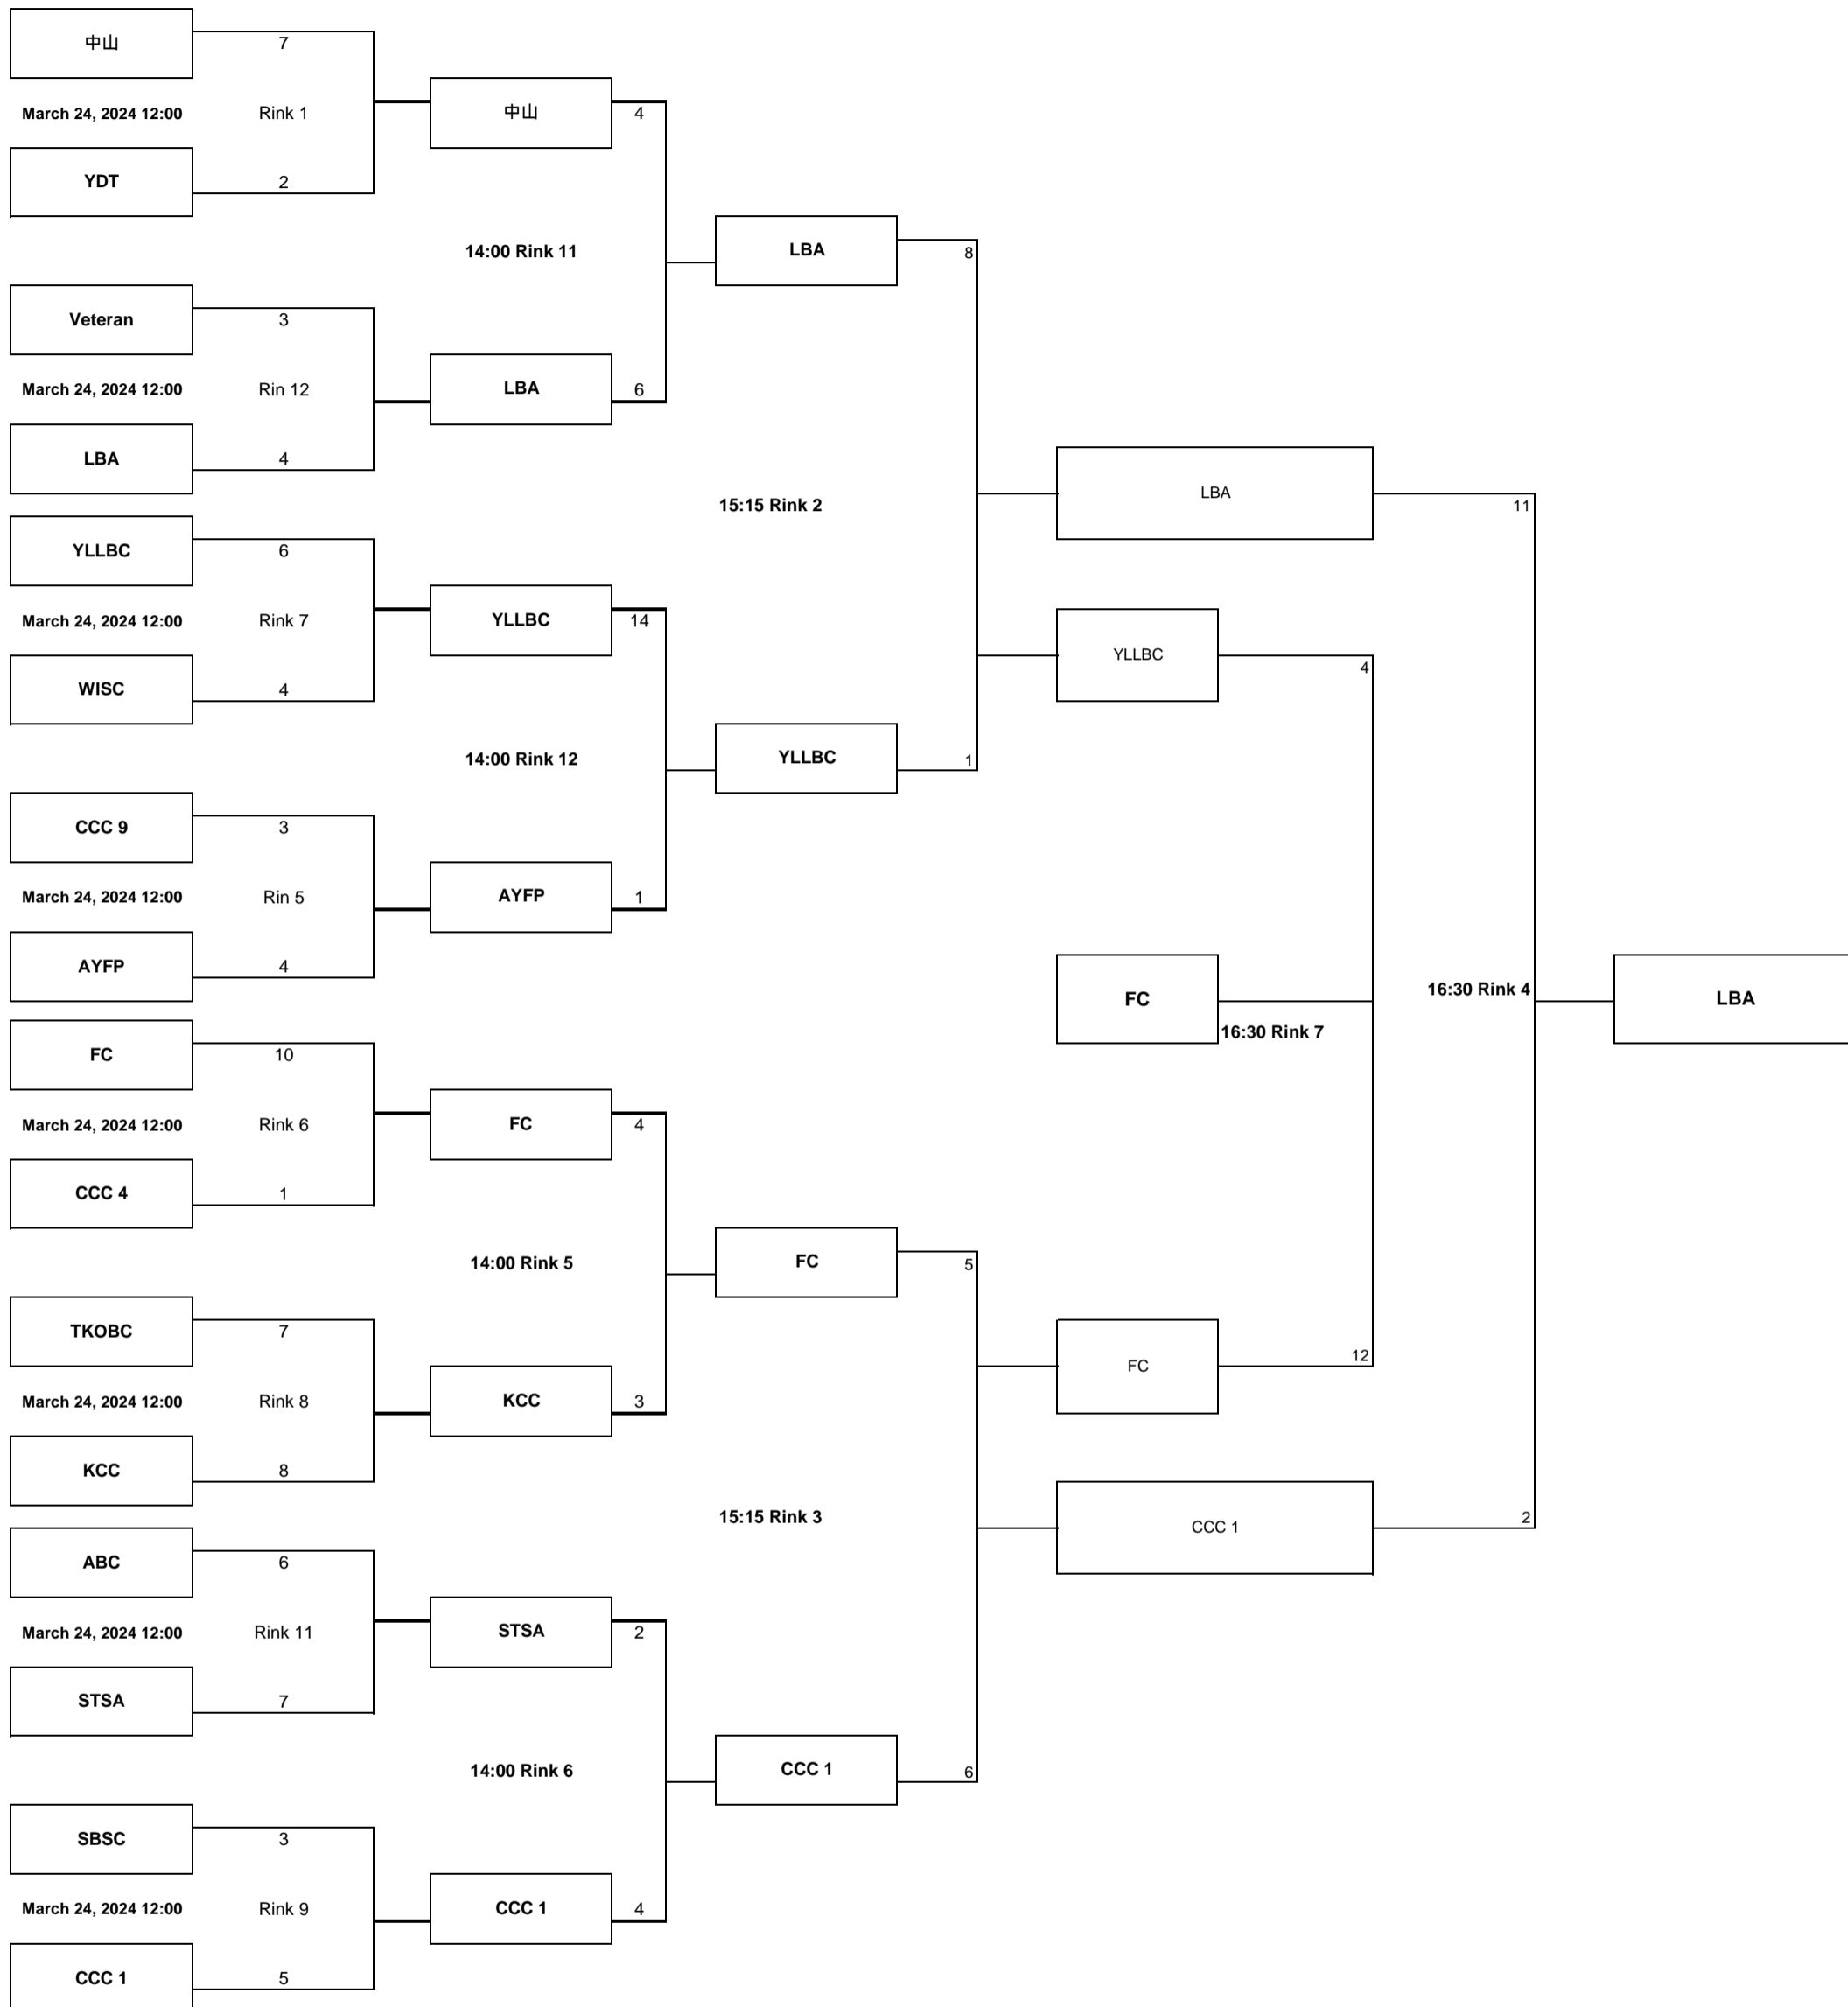 中山
7
March 24, 2024 12:00
Rink 1
YDT
2
Veteran
3
March 24, 2024 12:00
Rin 12
LBA
4
YLLBC
6
March 24, 2024 12:00
Rink 7
WISC
4
CCC 9
3
March 24, 2024 12:00
Rin 5
AYFP
4
FC
10
March 24, 2024 12:00
Rink 6
CCC 4
1
TKOBC
7
March 24, 2024 12:00
Rink 8
KCC
8
ABC
6
March 24, 2024 12:00
Rink 11
STSA
7
SBSC
3
March 24, 2024 12:00
Rink 9
CCC 1
5
中山
4
14:00 Rink 11
LBA
6
YLLBC
14
14:00 Rink 12
AYFP
1
FC
4
14:00 Rink 5
KCC
3
STSA
2
14:00 Rink 6
CCC 1
4
LBA
8
15:15 Rink 2
YLLBC
1
FC
5
15:15 Rink 3
CCC 1
6
LBA
11
YLLBC
4
FC
16:30 Rink 7
FC
12
CCC 1
2
16:30 Rink 4
LBA